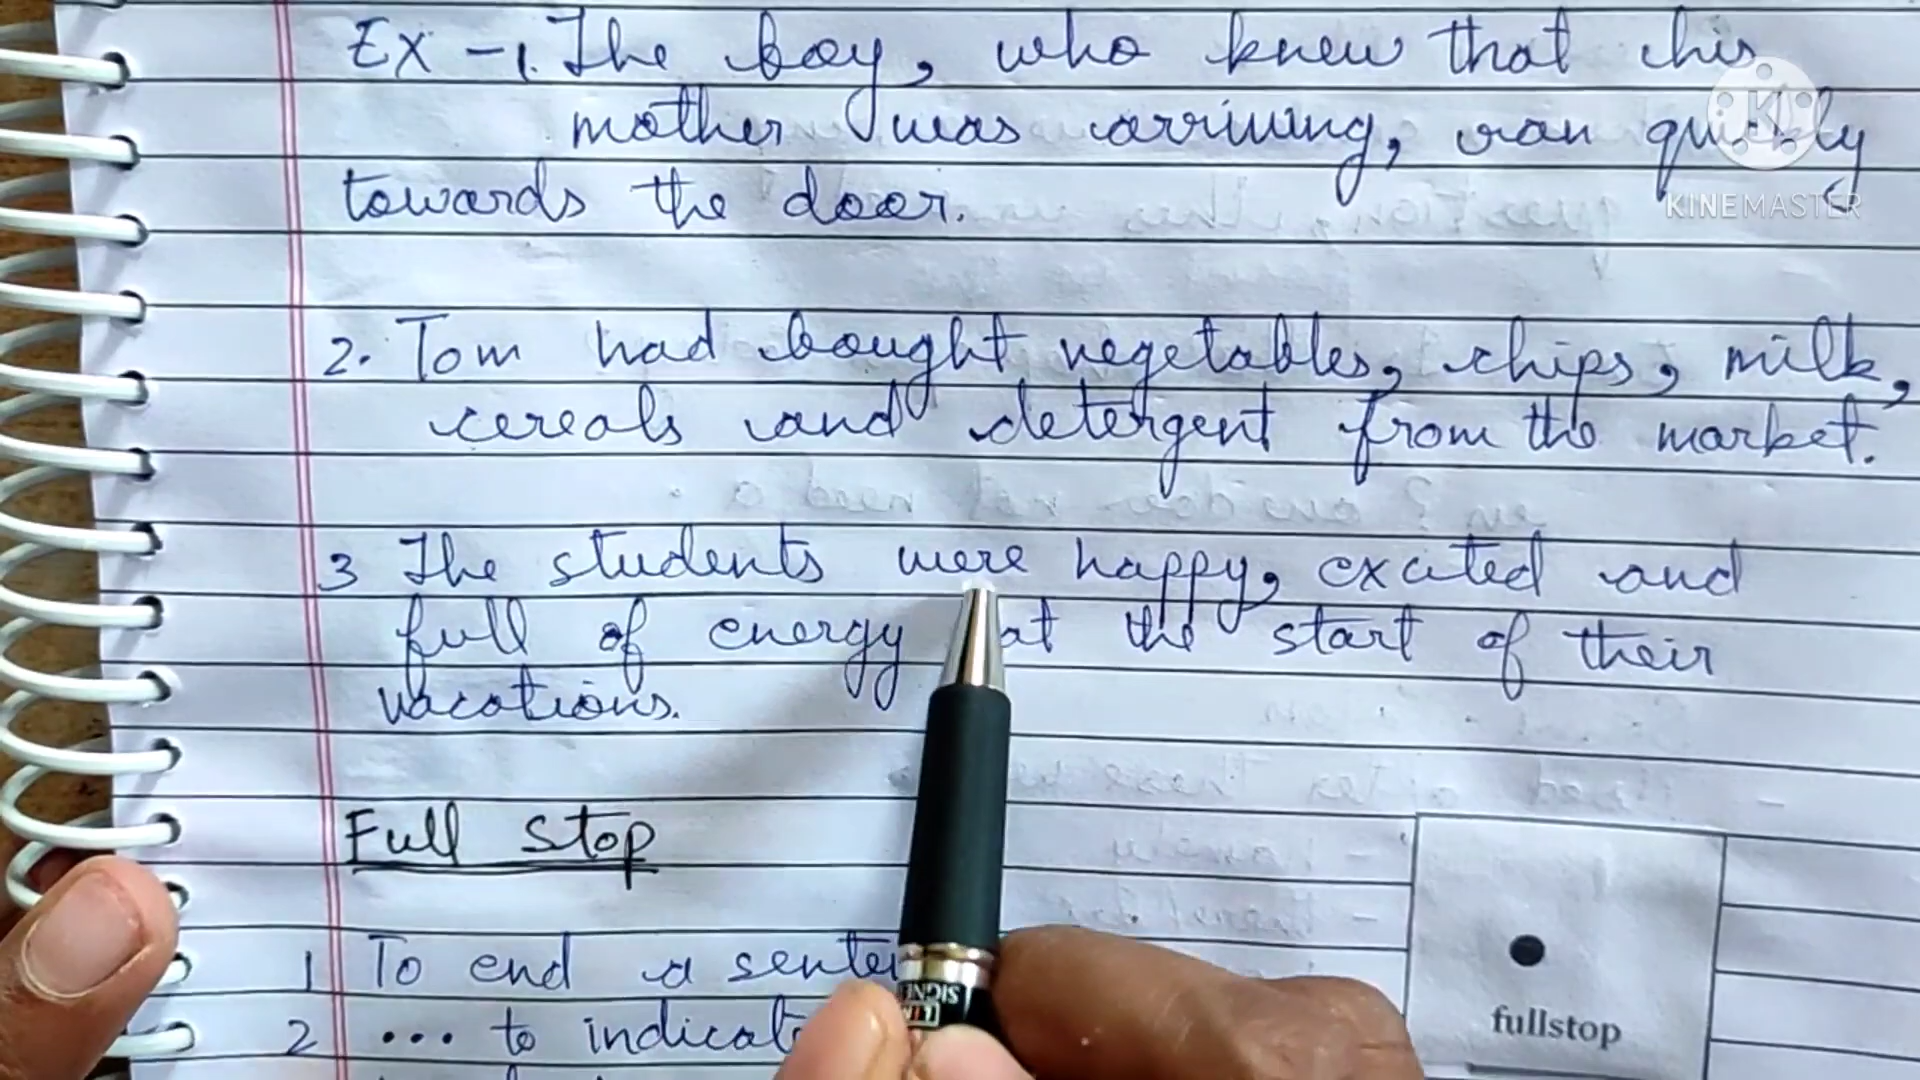 Ex - 1. The boy, who knew that his
mother was arriving, ran quickly
towards the door.
KINEMASTER
2. Tom had bought vegetables, chips, milk,
cereals and detergent from the market.
3 The students were happy, excited and
full of energy at the start of their
vacations.
Full Stop
1 To end a senten
2 ... to indicat
fullstop